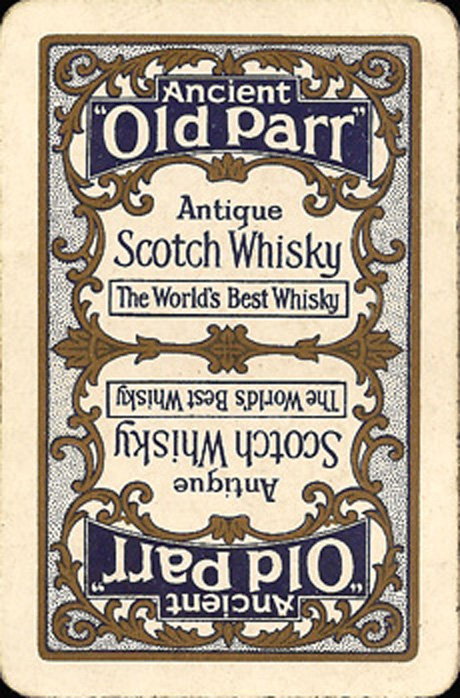 Ancient
"Old Parr"
Antique
Scotch Whisky
The World's Best Whisky
The World's Best Whisky
Scotch Whisky
Antique
"Old Parr"
Ancient